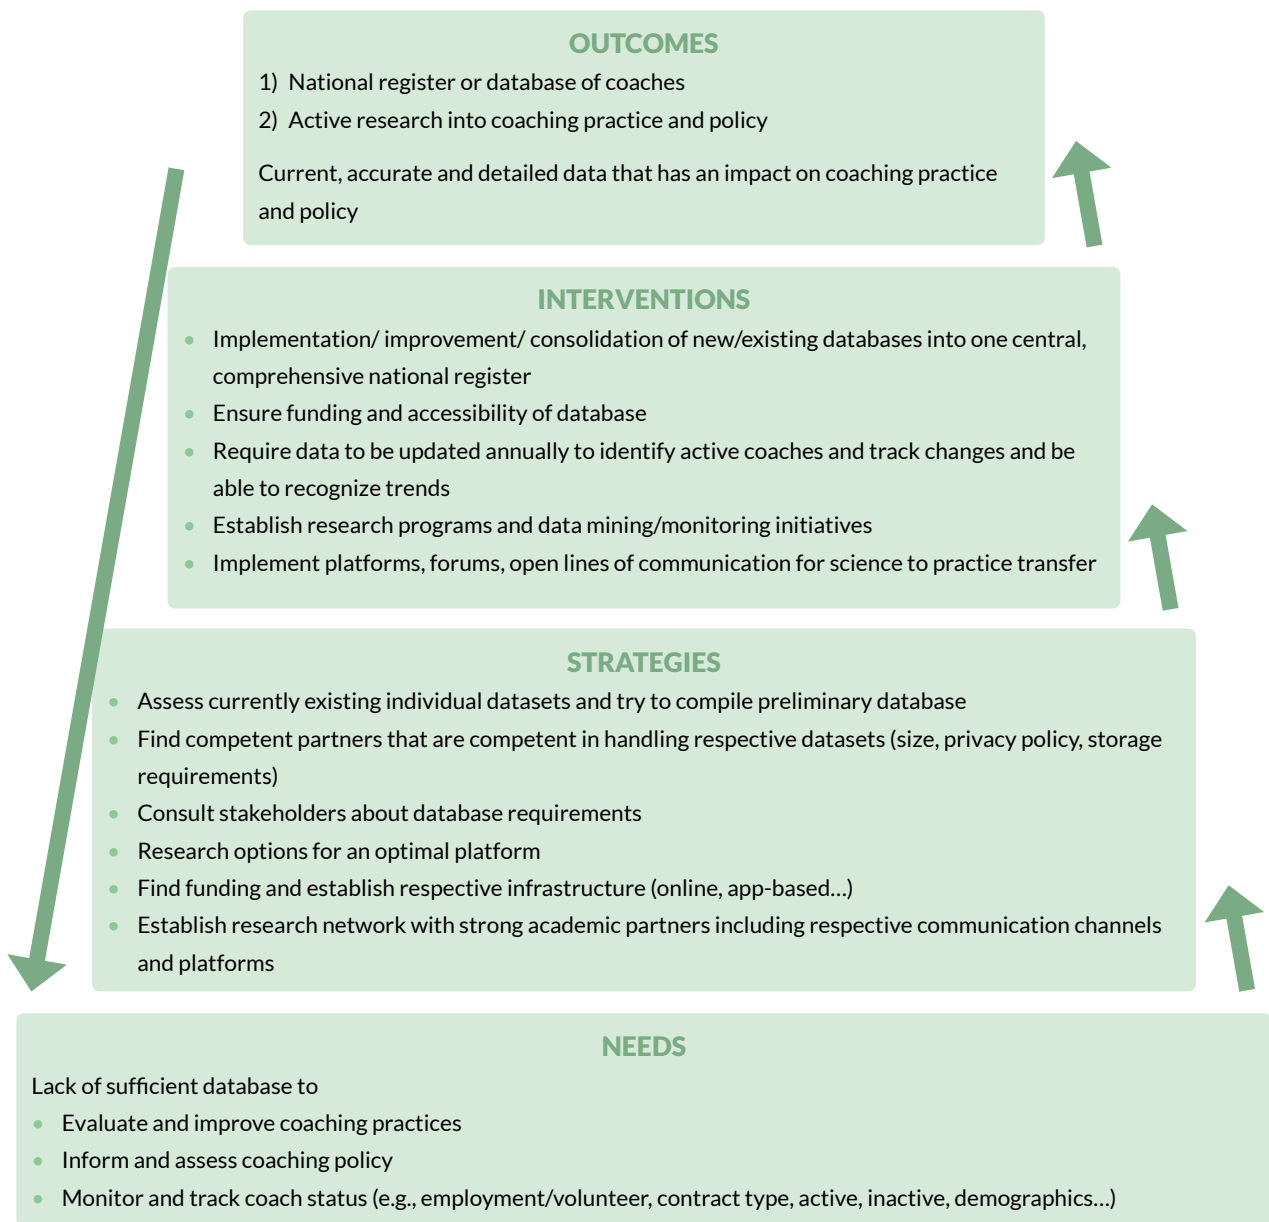 OUTCOMES
1) National register or database of coaches
2) Active research into coaching practice and policy
Current, accurate and detailed data that has an impact on coaching practice
and policy
INTERVENTIONS
• Implementation/ improvement/ consolidation of new/existing databases into one central,
comprehensive national register
• Ensure funding and accessibility of database
• Require data to be updated annually to identify active coaches and track changes and be
able to recognize trends
• Establish research programs and data mining/monitoring initiatives
• Implement platforms, forums, open lines of communication for science to practice transfer
STRATEGIES
• Assess currently existing individual datasets and try to compile preliminary database
• Find competent partners that are competent in handling respective datasets (size, privacy policy, storage
requirements)
• Consult stakeholders about database requirements
• Research options for an optimal platform
• Find funding and establish respective infrastructure (online, app-based...)
• Establish research network with strong academic partners including respective communication channels
and platforms
NEEDS
Lack of sufficient database to
• Evaluate and improve coaching practices
• Inform and assess coaching policy
• Monitor and track coach status (e.g., employment/volunteer, contract type, active, inactive, demographics...)